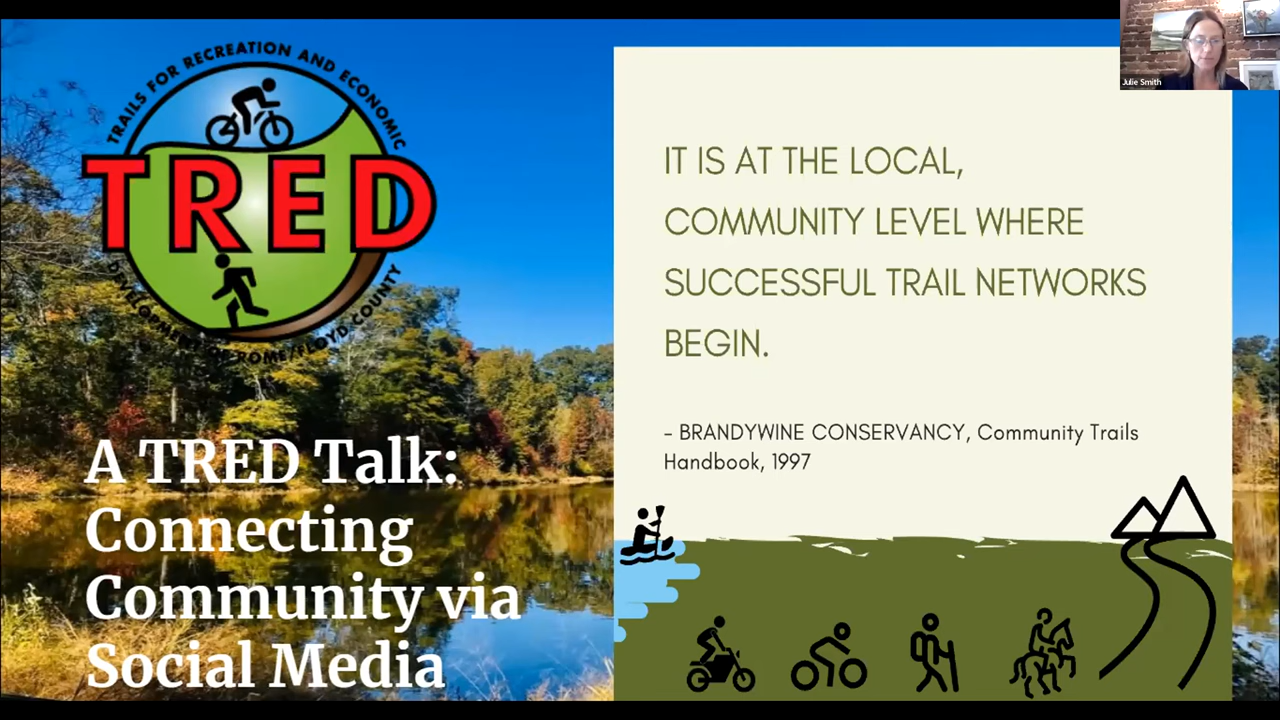 TRAILS FOR RECREATION AND ECONOMIC
TRED
DEVELOPMENT OF ROME/FLOYD COUNTY
A TRED Talk:
Connecting
Community via
Social Media
IT IS AT THE LOCAL,
COMMUNITY LEVEL WHERE
SUCCESSFUL TRAIL NETWORKS
BEGIN.
- BRANDYWINE CONSERVANCY, Community Trails
Handbook, 1997
Julie Smith